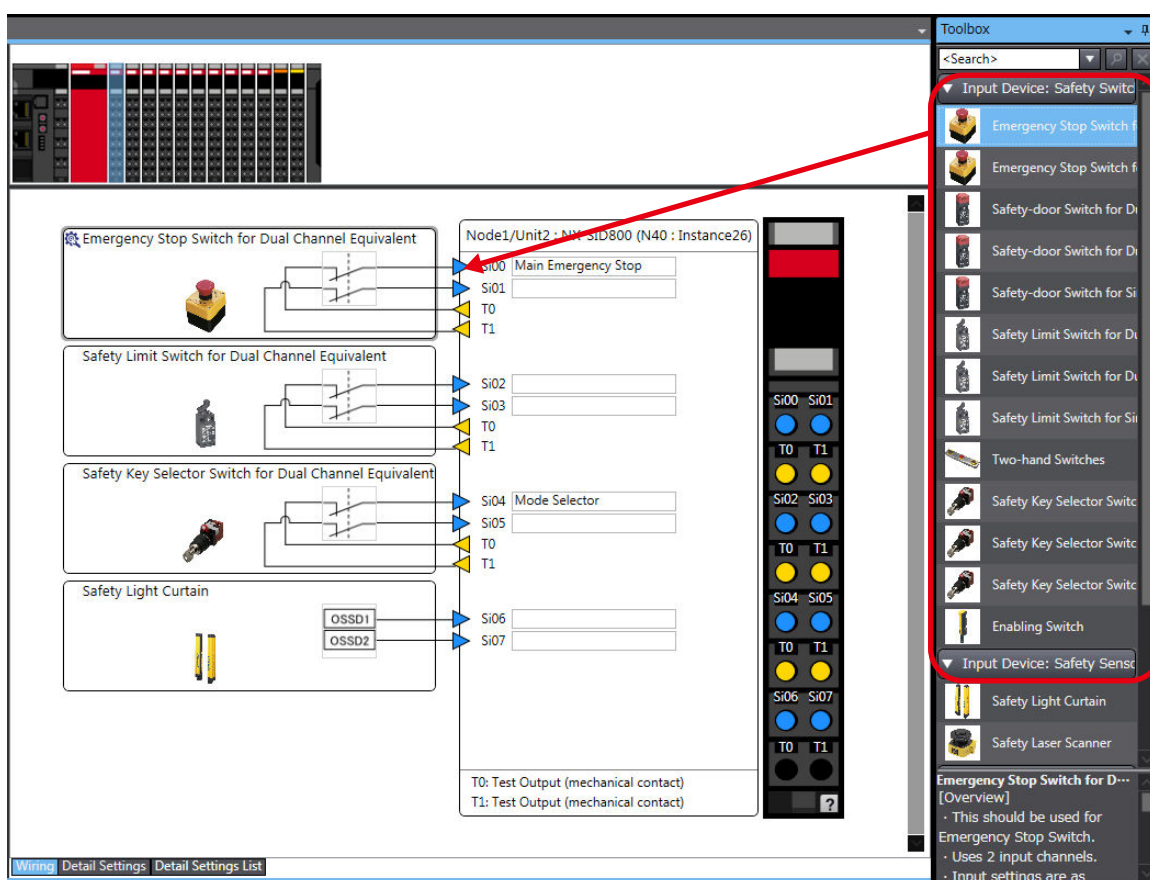 Toolbox
<Search>
Input Device: Safety Switc
Emergency Stop Switch f
Emergency Stop Switch f
Safety-door Switch for D
Safety-door Switch for D
Safety-door Switch for Si
Safety Limit Switch for Du
Safety Limit Switch for Du
Safety Limit Switch for Si
Two-hand Switches
Safety Key Selector Switc
Safety Key Selector Switc
Safety Key Selector Switc
Enabling Switch
Input Device: Safety Senso
Safety Light Curtain
Safety Laser Scanner
Emergency Stop Switch for D...
[Overview]
· This should be used for
Emergency Stop Switch.
· Uses 2 input channels.
· Input settings are as
Emergency Stop Switch for Dual Channel Equivalent
Node1/Unit2 : NX-SID800 (N40 : Instance26)
Si00 Main Emergency Stop
Si01
T0
T1
Safety Limit Switch for Dual Channel Equivalent
Si02
Si03
T0
T1
Safety Key Selector Switch for Dual Channel Equivalent
Si04 Mode Selector
Si05
T0
T1
Safety Light Curtain
OSSD1 Si06
OSSD2 Si07
T0: Test Output (mechanical contact)
T1: Test Output (mechanical contact)
Si00 Si01
T0 T1
Si02 Si03
T0 T1
Si04 Si05
T0 T1
Si06 Si07
T0 T1
?
Wiring Detail Settings Detail Settings List